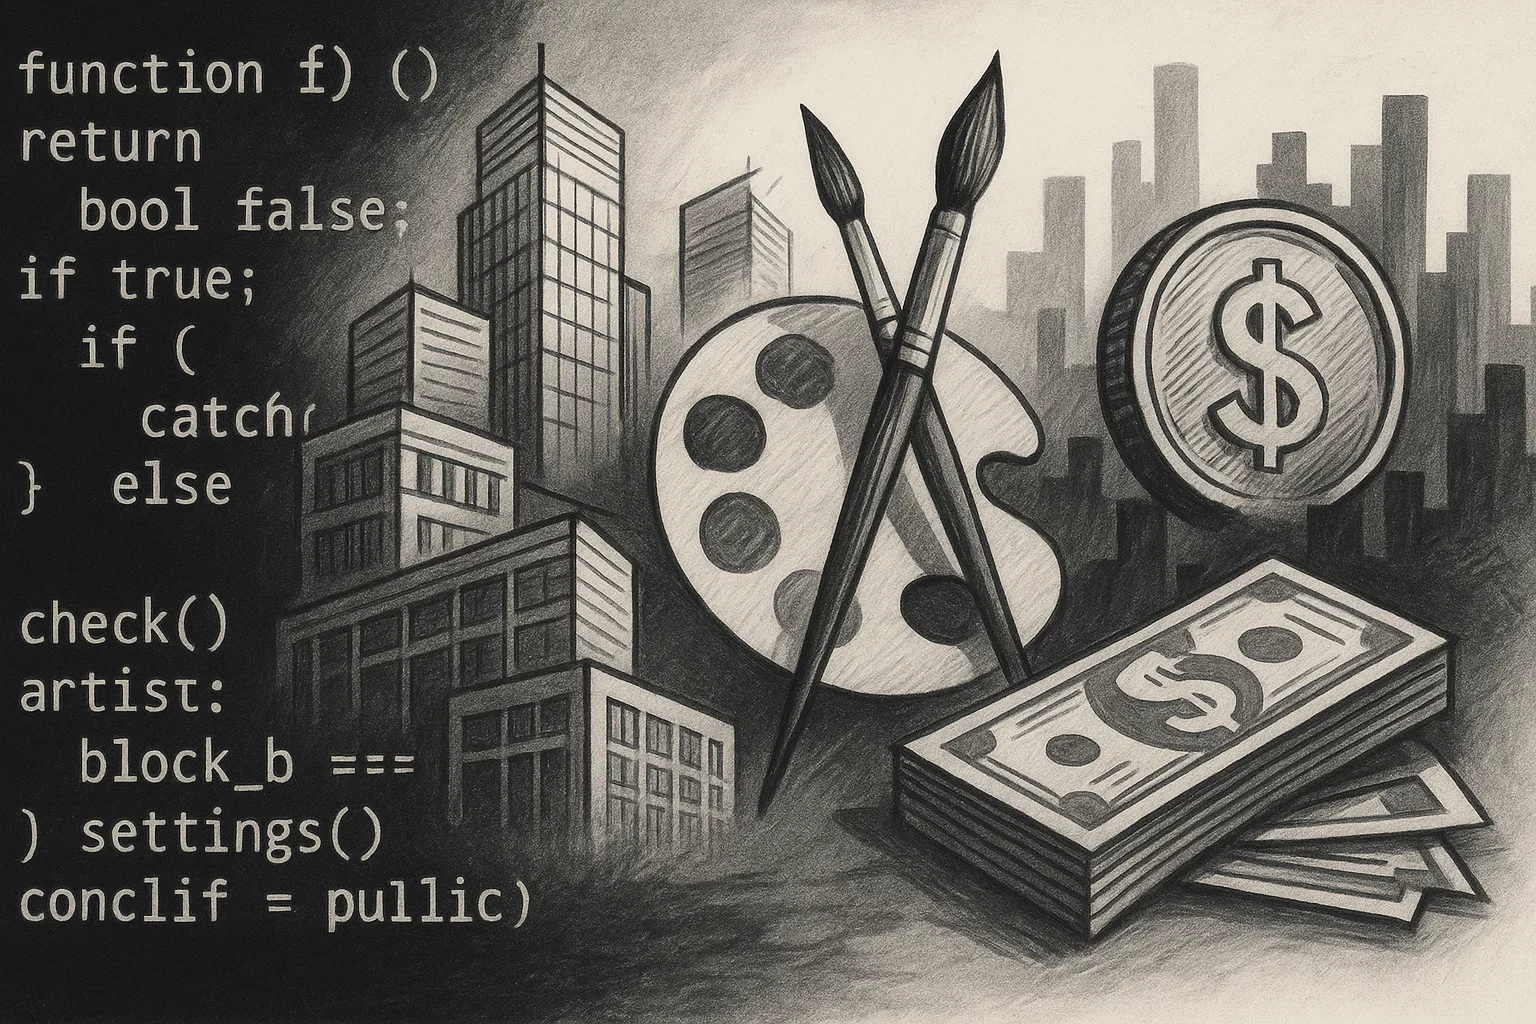 function f) ()
return
bool false;
if true;
if (
catch(
} else
check()
artist:
block_b ===
) settings()
conclif = pullic)
$
$